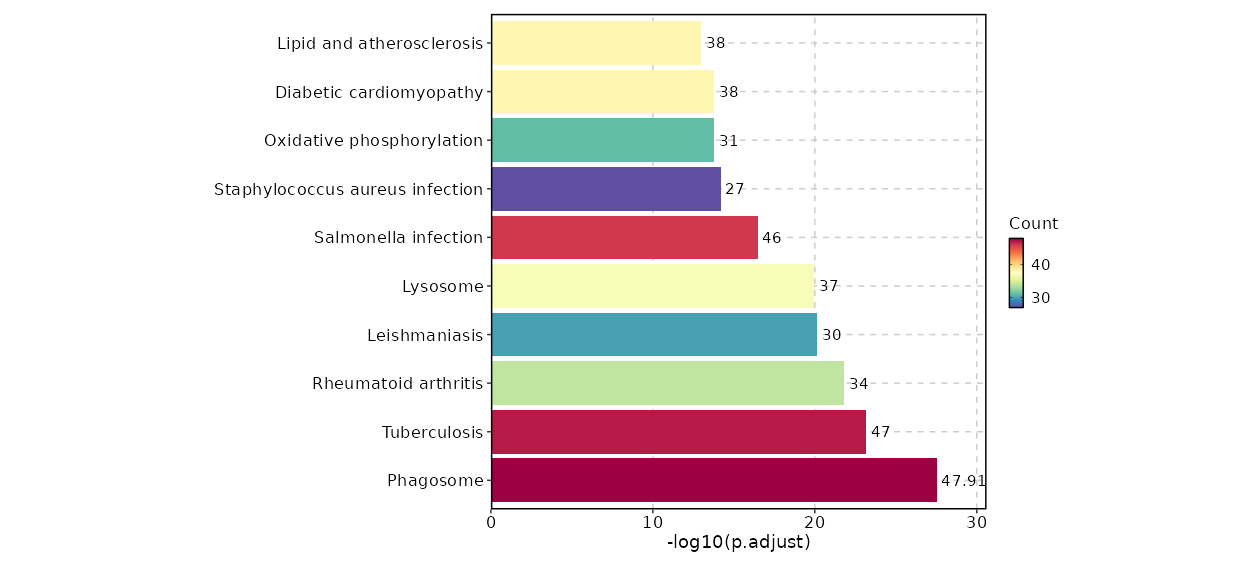 Lipid and atherosclerosis 38
Diabetic cardiomyopathy 38
Oxidative phosphorylation 31
Staphylococcus aureus infection 27
Salmonella infection 46
Lysosome 37
Leishmaniasis 30
Rheumatoid arthritis 34
Tuberculosis 47
Phagosome 47.91
0 10 20 30
-log10(p.adjust)
Count
40
30